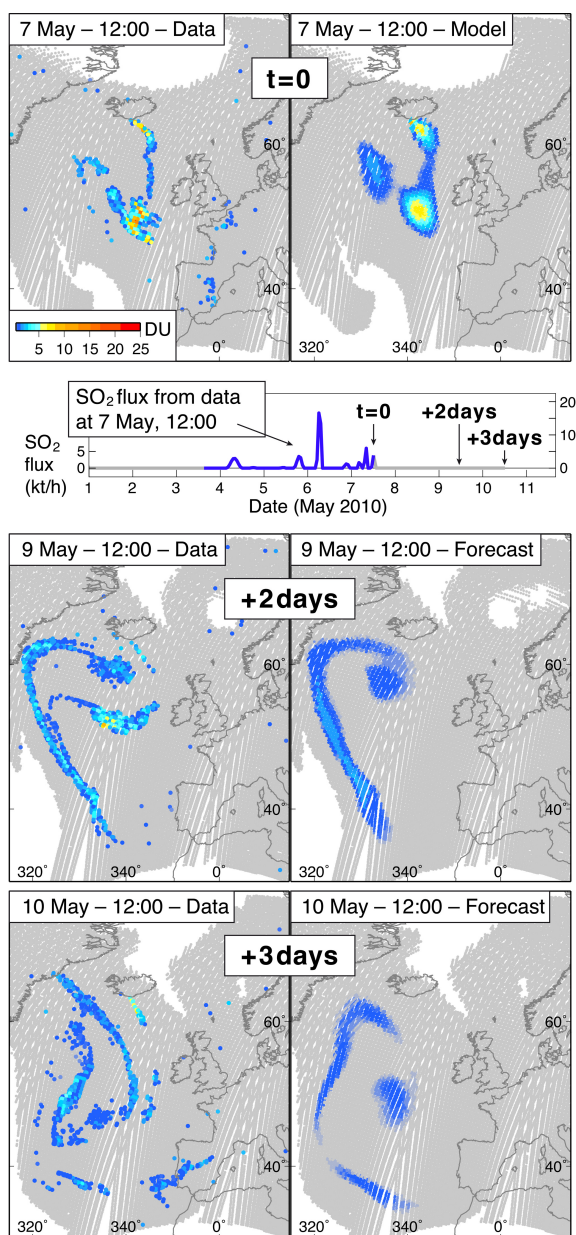 7 May – 12:00 – Data
7 May – 12:00 – Model
t=0
60°
60°
40°
40°
DU
5 10 15 20 25
0°
340°
0°
SO2 flux from data
at 7 May, 12:00
t=0
+2days
+3days
20
10
0
SO2
flux
(kt/h)
5
0
1 2 3 4 5 6 7 8 9 10 11
Date (May 2010)
9 May – 12:00 – Data
9 May – 12:00 – Forecast
+2days
60°
60°
40°
40°
320° 340° 0°
320° 340° 0°
10 May – 12:00 – Data
10 May – 12:00 – Forecast
+3days
60°
60°
40°
40°
320° 340° 0°
320° 340° 0°